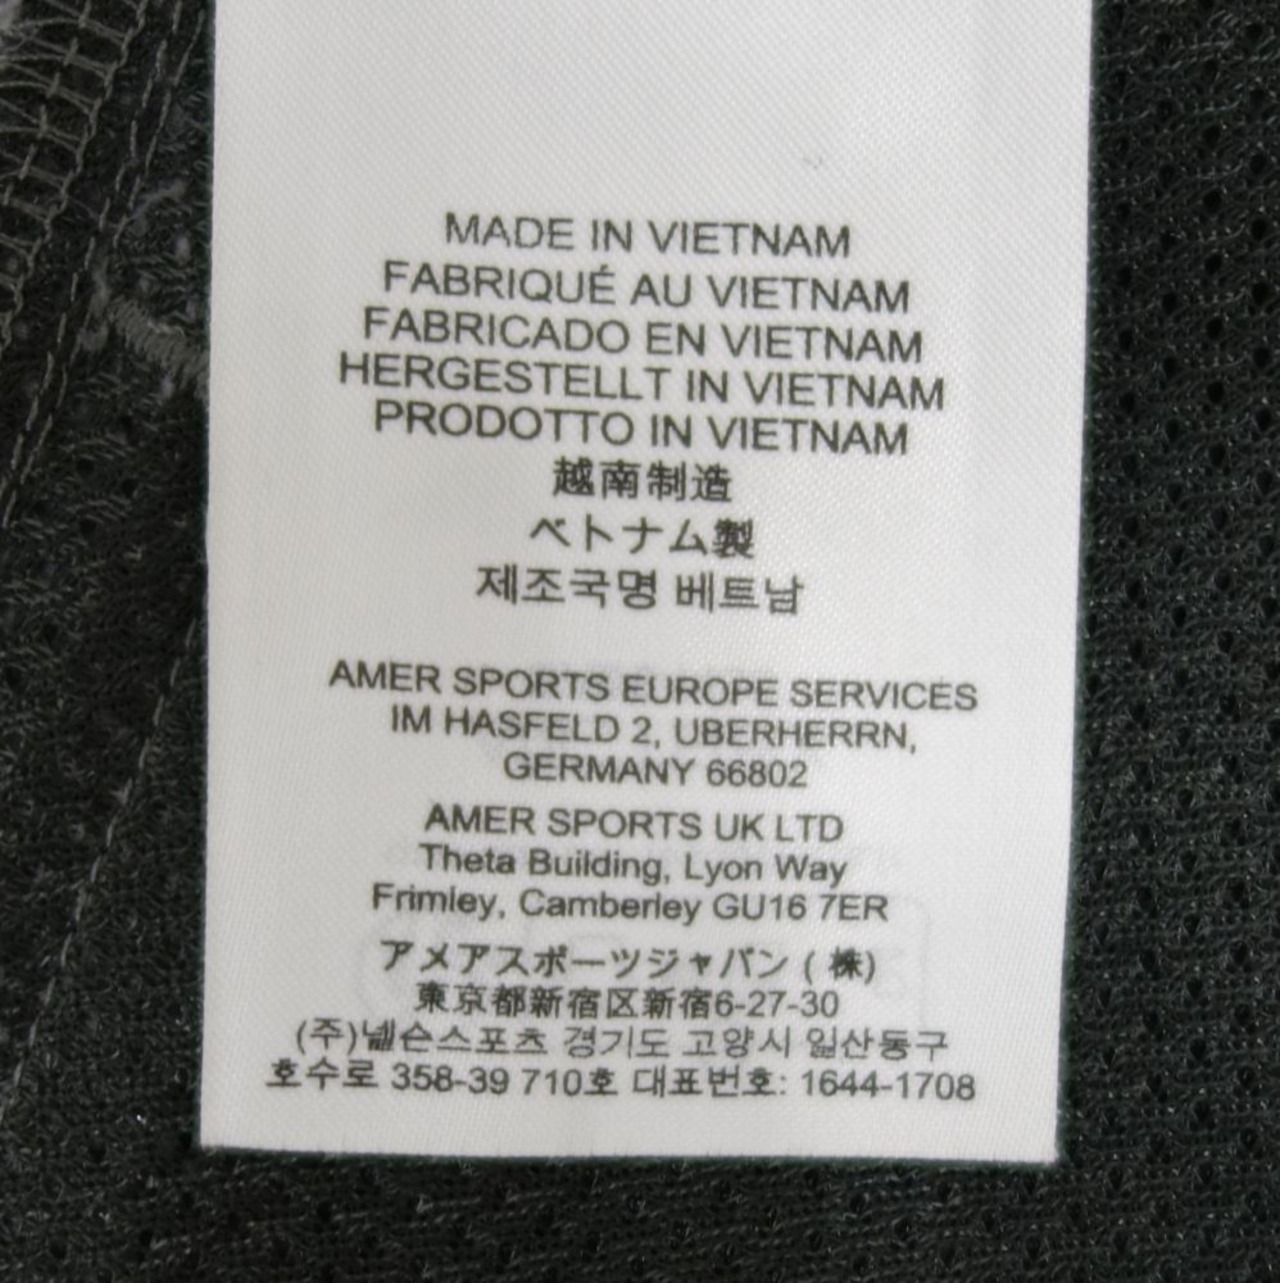 MADE IN VIETNAM
FABRIQUÉ AU VIETNAM
FABRICADO EN VIETNAM
HERGESTELLT IN VIETNAM
PRODOTTO IN VIETNAM
越南制造
ベトナム製
제조국명 베트남
AMER SPORTS EUROPE SERVICES
IM HASFELD 2, UBERHERRN,
GERMANY 66802
AMER SPORTS UK LTD
Theta Building, Lyon Way
Frimley, Camberley GU16 7ER
アメアスポーツジャパン ( 株)
東京都新宿区新宿6-27-30
(주)넬슨스포츠 경기도 고양시 일산동구
호수로 358-39 710호 대표번호: 1644-1708